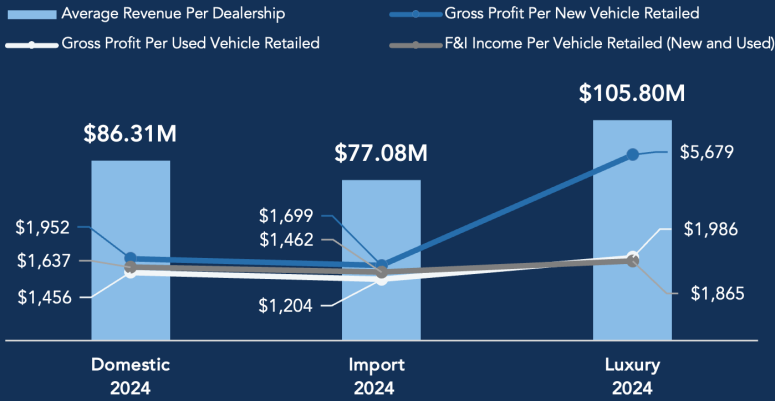 Average Revenue Per Dealership
Gross Profit Per New Vehicle Retailed
Gross Profit Per Used Vehicle Retailed
F&I Income Per Vehicle Retailed (New and Used)
$105.80M
$86.31M
$77.08M
$5,679
$1,952
$1,699
$1,986
$1,462
$1,637
$1,456
$1,204
$1,865
Domestic
2024
Import
2024
Luxury
2024